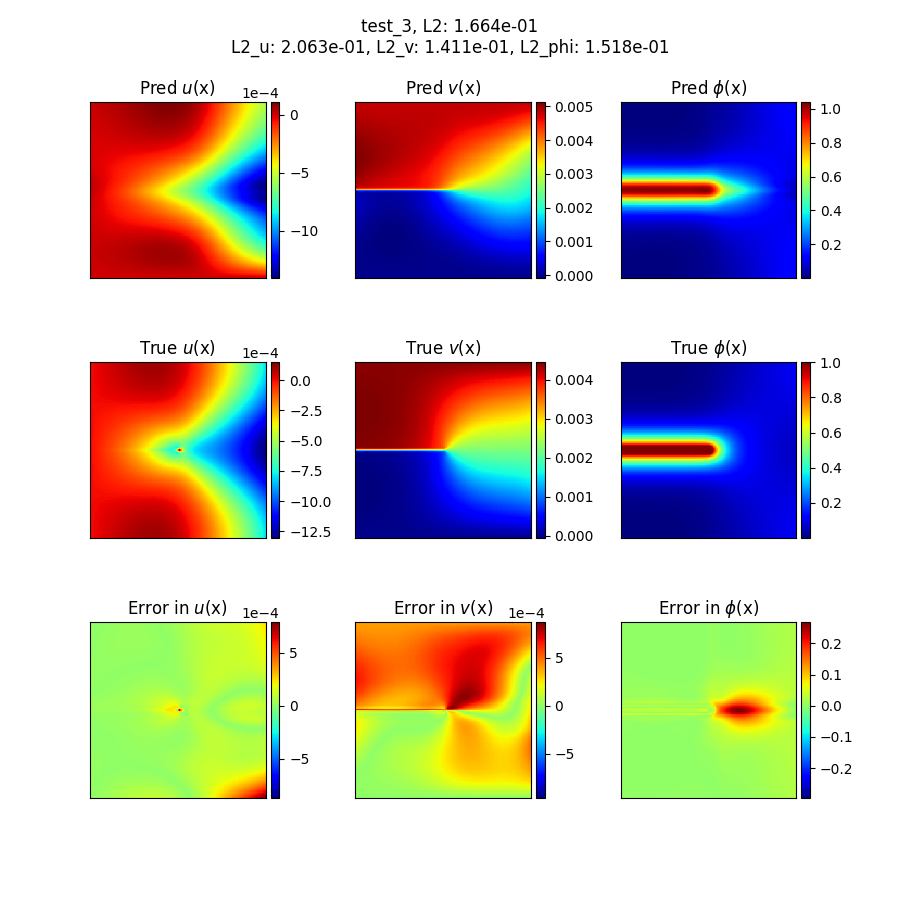 test_3, L2: 1.664e-01
L2_u: 2.063e-01, L2_v: 1.411e-01, L2_phi: 1.518e-01
Pred u(x)
1e−4
0
−5
−10
Pred v(x)
0.005
0.004
0.003
0.002
0.001
0.000
Pred ϕ(x)
1.0
0.8
0.6
0.4
0.2
True u(x)
1e−4
0.0
−2.5
−5.0
−7.5
−10.0
−12.5
True v(x)
0.004
0.003
0.002
0.001
0.000
True ϕ(x)
1.0
0.8
0.6
0.4
0.2
Error in u(x)
1e−4
5
0
−5
Error in v(x)
1e−4
5
0
−5
Error in ϕ(x)
0.2
0.1
0.0
−0.1
−0.2